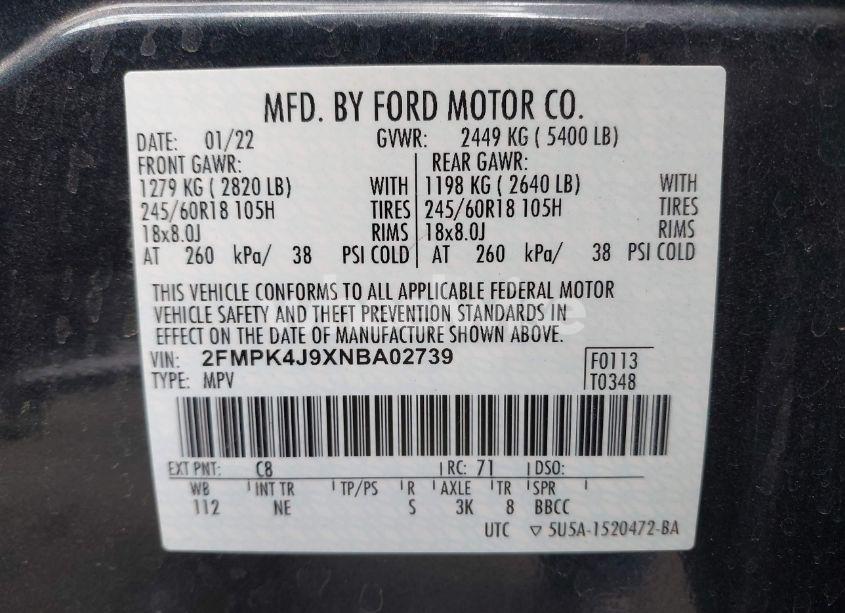 MFD. BY FORD MOTOR CO.
DATE: 01/22 GVWR: 2449 KG ( 5400 LB)
FRONT GAWR: REAR GAWR:
1279 KG ( 2820 LB) WITH 1198 KG ( 2640 LB) WITH
245/60R18 105H TIRES 245/60R18 105H TIRES
18x8.0J RIMS 18x8.0J RIMS
AT 260 kPa/ 38 PSI COLD AT 260 kPa/ 38 PSI COLD
THIS VEHICLE CONFORMS TO ALL APPLICABLE FEDERAL MOTOR
VEHICLE SAFETY AND THEFT PREVENTION STANDARDS IN
EFFECT ON THE DATE OF MANUFACTURE SHOWN ABOVE.
VIN: 2FMPK4J9XNBA02739 F0113
TYPE: MPV T0348
EXT PNT: C8 RC: 71 DSO:
WB INT TR TP/PS R AXLE TR SPR
112 NE S 3K 8 BBCC
UTC ▽ 5U5A-1520472-BA